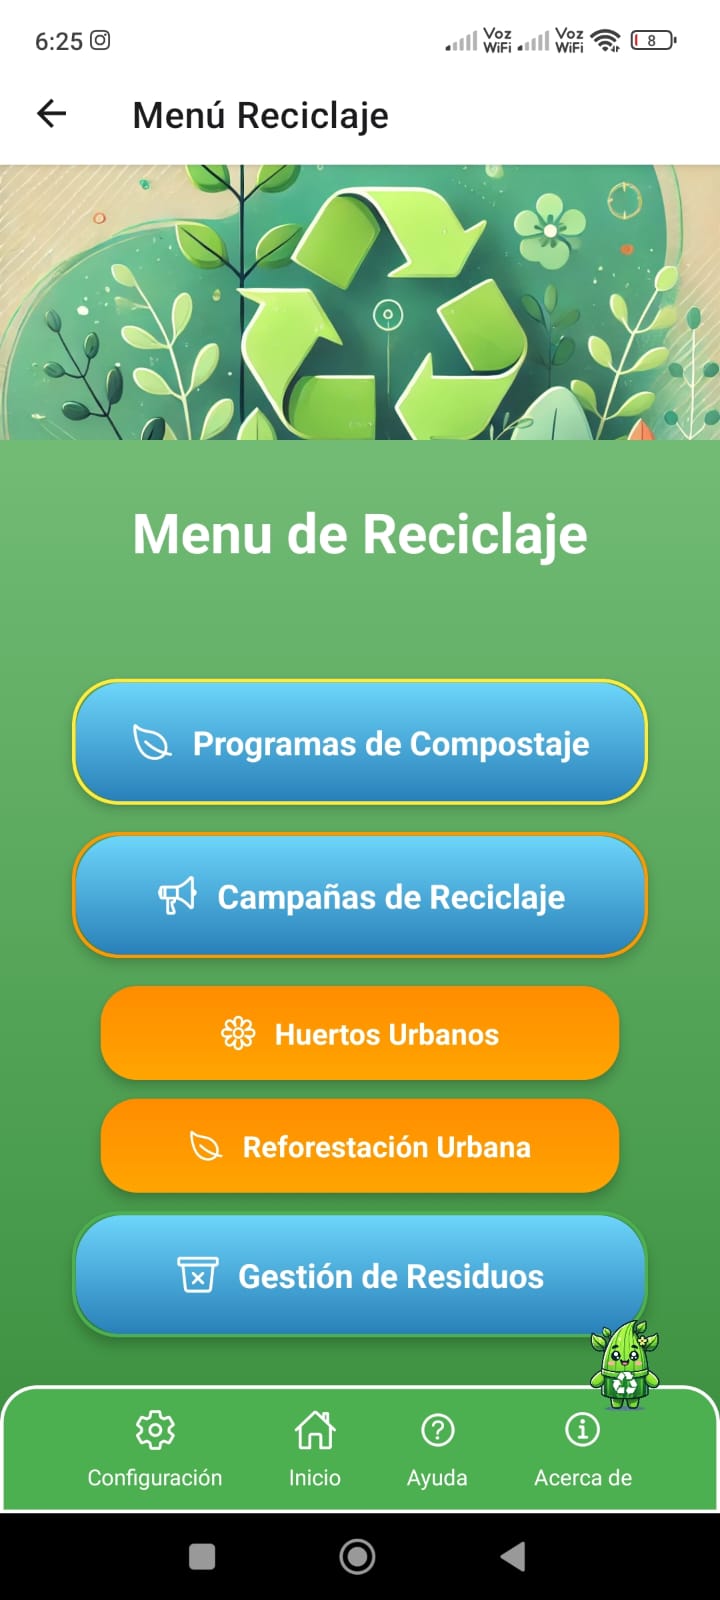 6:25
Voz WiFi
Voz WiFi
8
Menú Reciclaje
Menu de Reciclaje
Programas de Compostaje
Campañas de Reciclaje
Huertos Urbanos
Reforestación Urbana
Gestión de Residuos
Configuración
Inicio
Ayuda
Acerca de